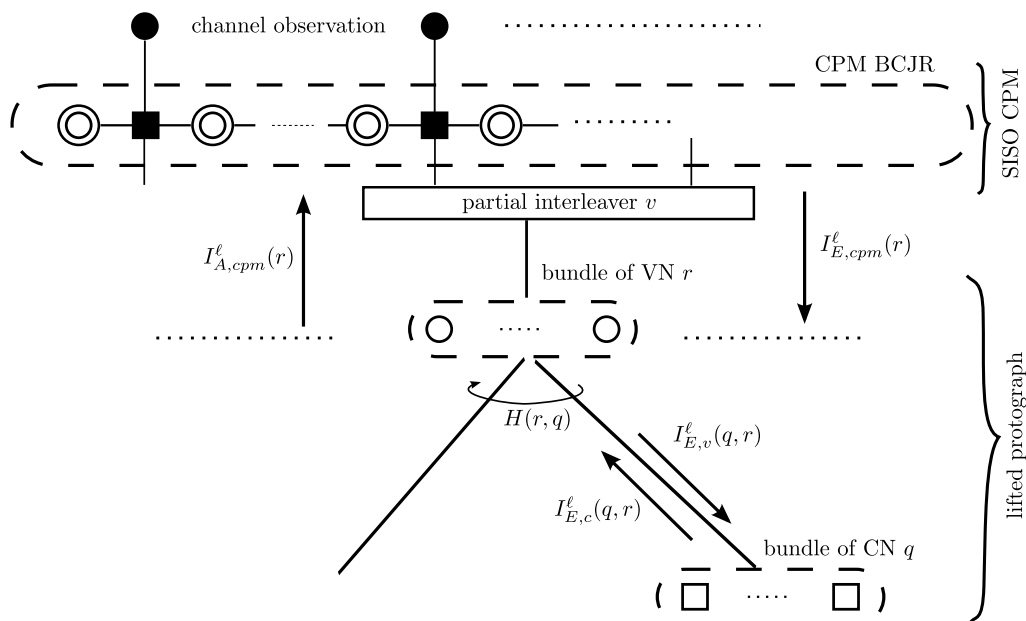 channel observation
CPM BCJR
SISO CPM
partial interleaver v
I^ℓ_{A,cpm}(r)
I^ℓ_{E,cpm}(r)
bundle of VN r
H(r, q)
I^ℓ_{E,v}(q, r)
I^ℓ_{E,c}(q, r)
lifted protograph
bundle of CN q